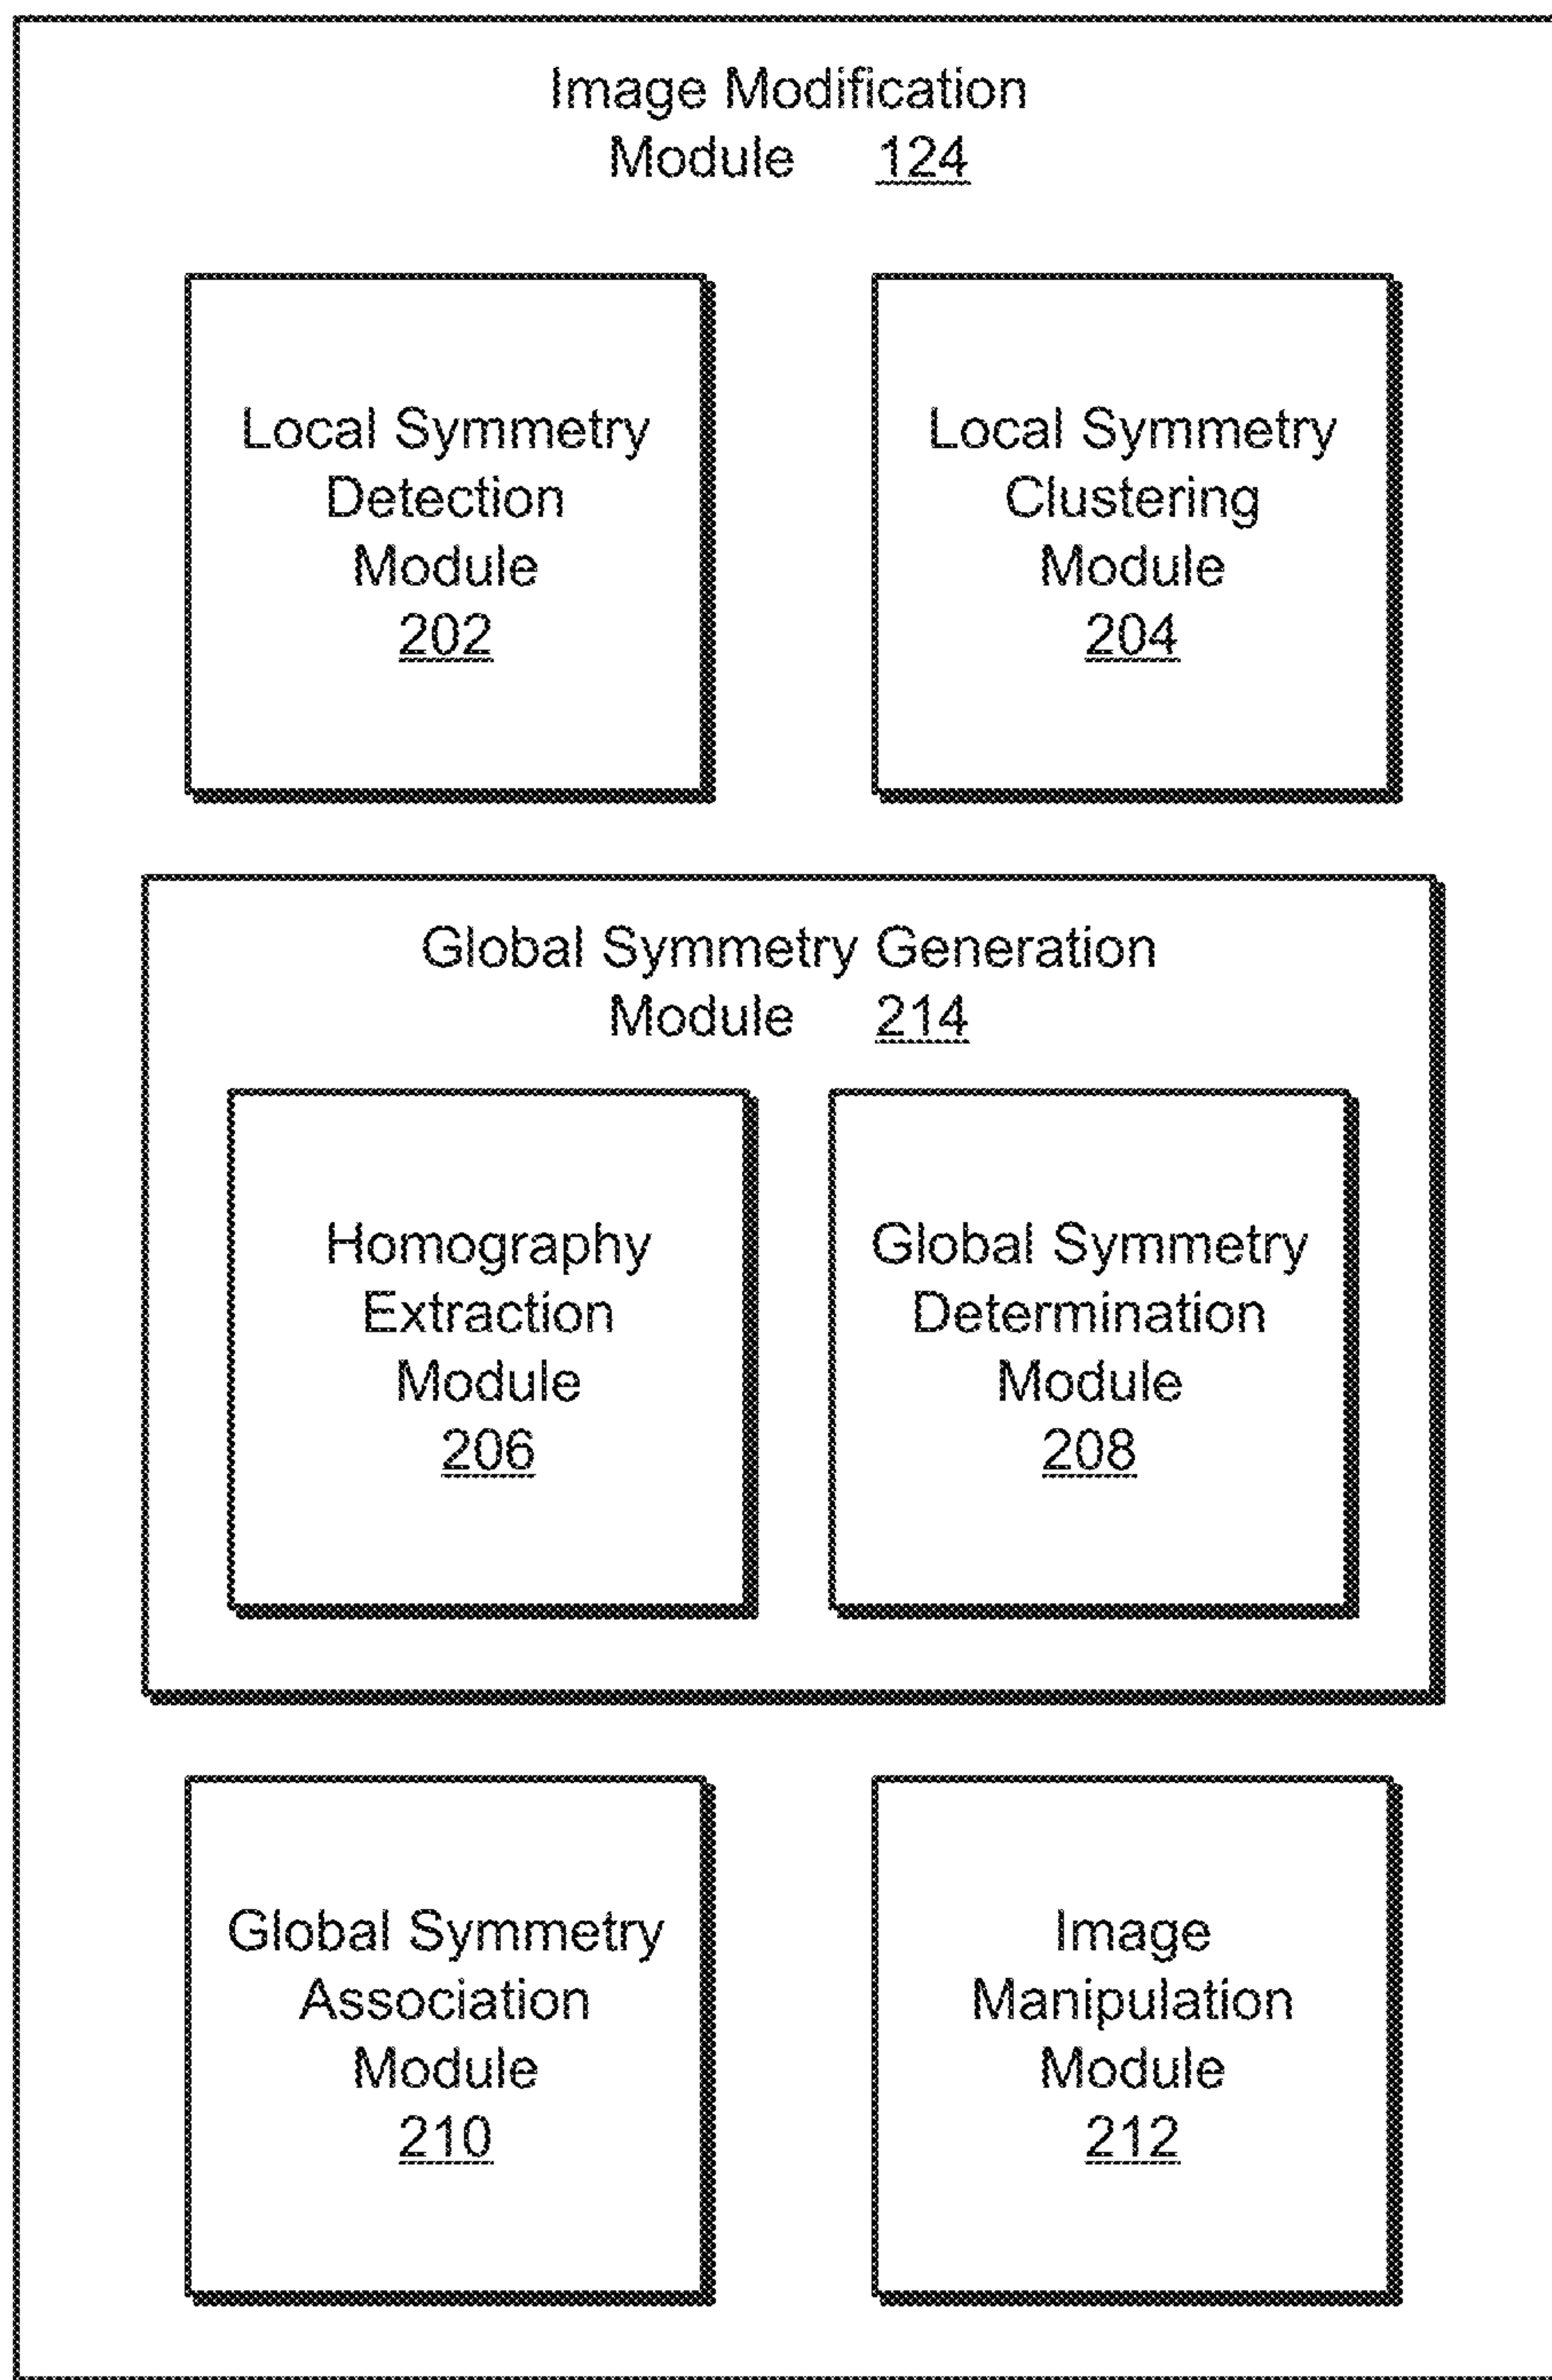 Image Modification
Module 124
Local Symmetry
Detection
Module
202
Local Symmetry
Clustering
Module
204
Global Symmetry Generation
Module 214
Homography
Extraction
Module
206
Global Symmetry
Determination
Module
208
Global Symmetry
Association
Module
210
Image
Manipulation
Module
212